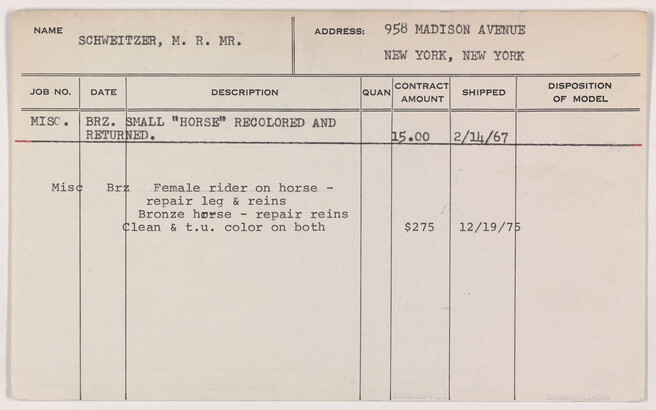 NAME SCHWEITZER, M. R. MR. ADDRESS: 958 MADISON AVENUE
NEW YORK, NEW YORK
JOB NO. DATE DESCRIPTION QUAN CONTRACT AMOUNT SHIPPED DISPOSITION OF MODEL
MISC. BRZ. SMALL "HORSE" RECOLORED AND
RETURNED. 15.00 2/14/67
Misc Brz Female rider on horse -
repair leg & reins
Bronze horse - repair reins
Clean & t.u. color on both $275 12/19/75